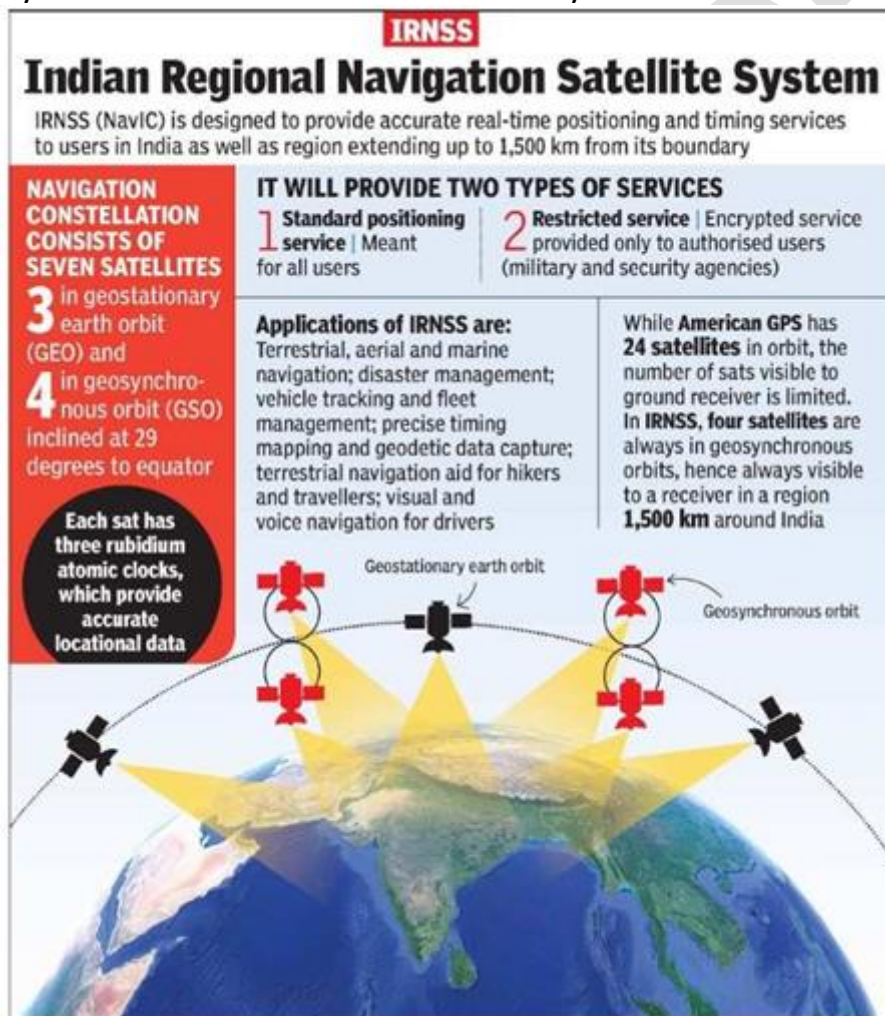 IRNSS
Indian Regional Navigation Satellite System
IRNSS (NavIC) is designed to provide accurate real-time positioning and timing services
to users in India as well as region extending up to 1,500 km from its boundary
NAVIGATION
CONSTELLATION
CONSISTS OF
SEVEN SATELLITES
3 in geostationary
earth orbit
(GEO) and
4 in geosynchro-
nous orbit (GSO)
inclined at 29
degrees to equator
Each sat has
three rubidium
atomic clocks,
which provide
accurate
locational data
IT WILL PROVIDE TWO TYPES OF SERVICES
1 Standard positioning
service | Meant
for all users
2 Restricted service | Encrypted service
provided only to authorised users
(military and security agencies)
Applications of IRNSS are:
Terrestrial, aerial and marine
navigation; disaster management;
vehicle tracking and fleet
management; precise timing
mapping and geodetic data capture;
terrestrial navigation aid for hikers
and travellers; visual and
voice navigation for drivers
While American GPS has
24 satellites in orbit, the
number of sats visible to
ground receiver is limited.
In IRNSS, four satellites are
always in geosynchronous
orbits, hence always visible
to a receiver in a region
1,500 km around India
Geostationary earth orbit
Geosynchronous orbit